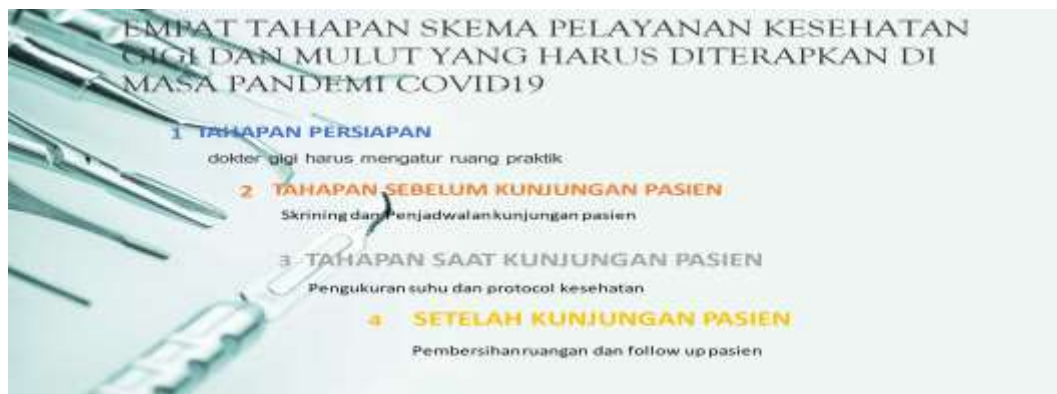 EMPAT TAHAPAN SKEMA PELAYANAN KESEHATAN
GIGI DAN MULUT YANG HARUS DITERAPKAN DI
MASA PANDEMI COVID19
1 TAHAPAN PERSIAPAN
dokter gigi harus mengatur ruang praktik
2 TAHAPAN SEBELUM KUNJUNGAN PASIEN
Skrining dan Penjadwalan kunjungan pasien
3 TAHAPAN SAAT KUNJUNGAN PASIEN
Pengukuran suhu dan protocol kesehatan
4 SETELAH KUNJUNGAN PASIEN
Pembersihan ruangan dan follow up pasien